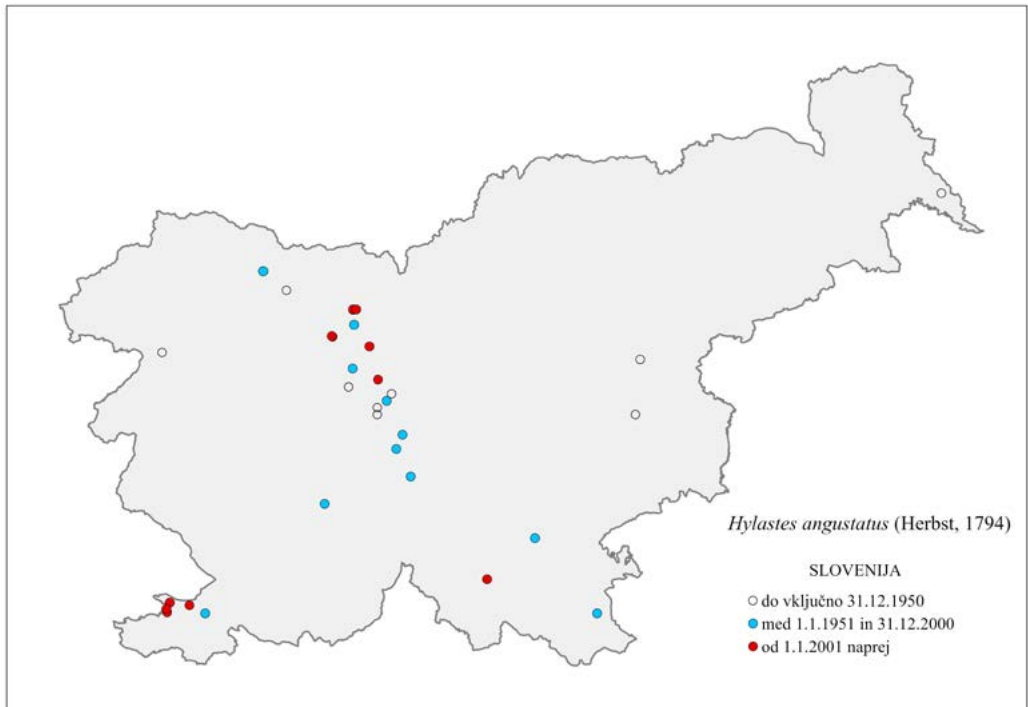 Hylastes angustatus (Herbst, 1794)
SLOVENIJA
do vključno 31.12.1950
med 1.1.1951 in 31.12.2000
od 1.1.2001 naprej